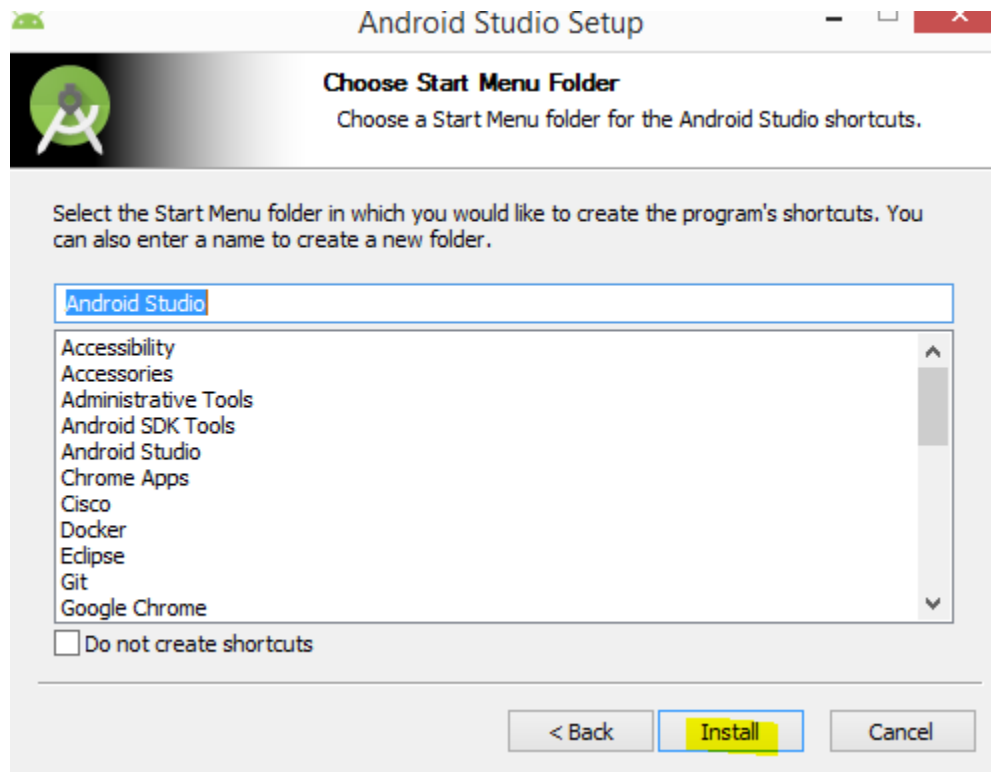 Android Studio Setup
Choose Start Menu Folder
Choose a Start Menu folder for the Android Studio shortcuts.
Select the Start Menu folder in which you would like to create the program's shortcuts. You
can also enter a name to create a new folder.
Android Studio
Accessibility
Accessories
Administrative Tools
Android SDK Tools
Android Studio
Chrome Apps
Cisco
Docker
Eclipse
Git
Google Chrome
Do not create shortcuts
< Back Install Cancel